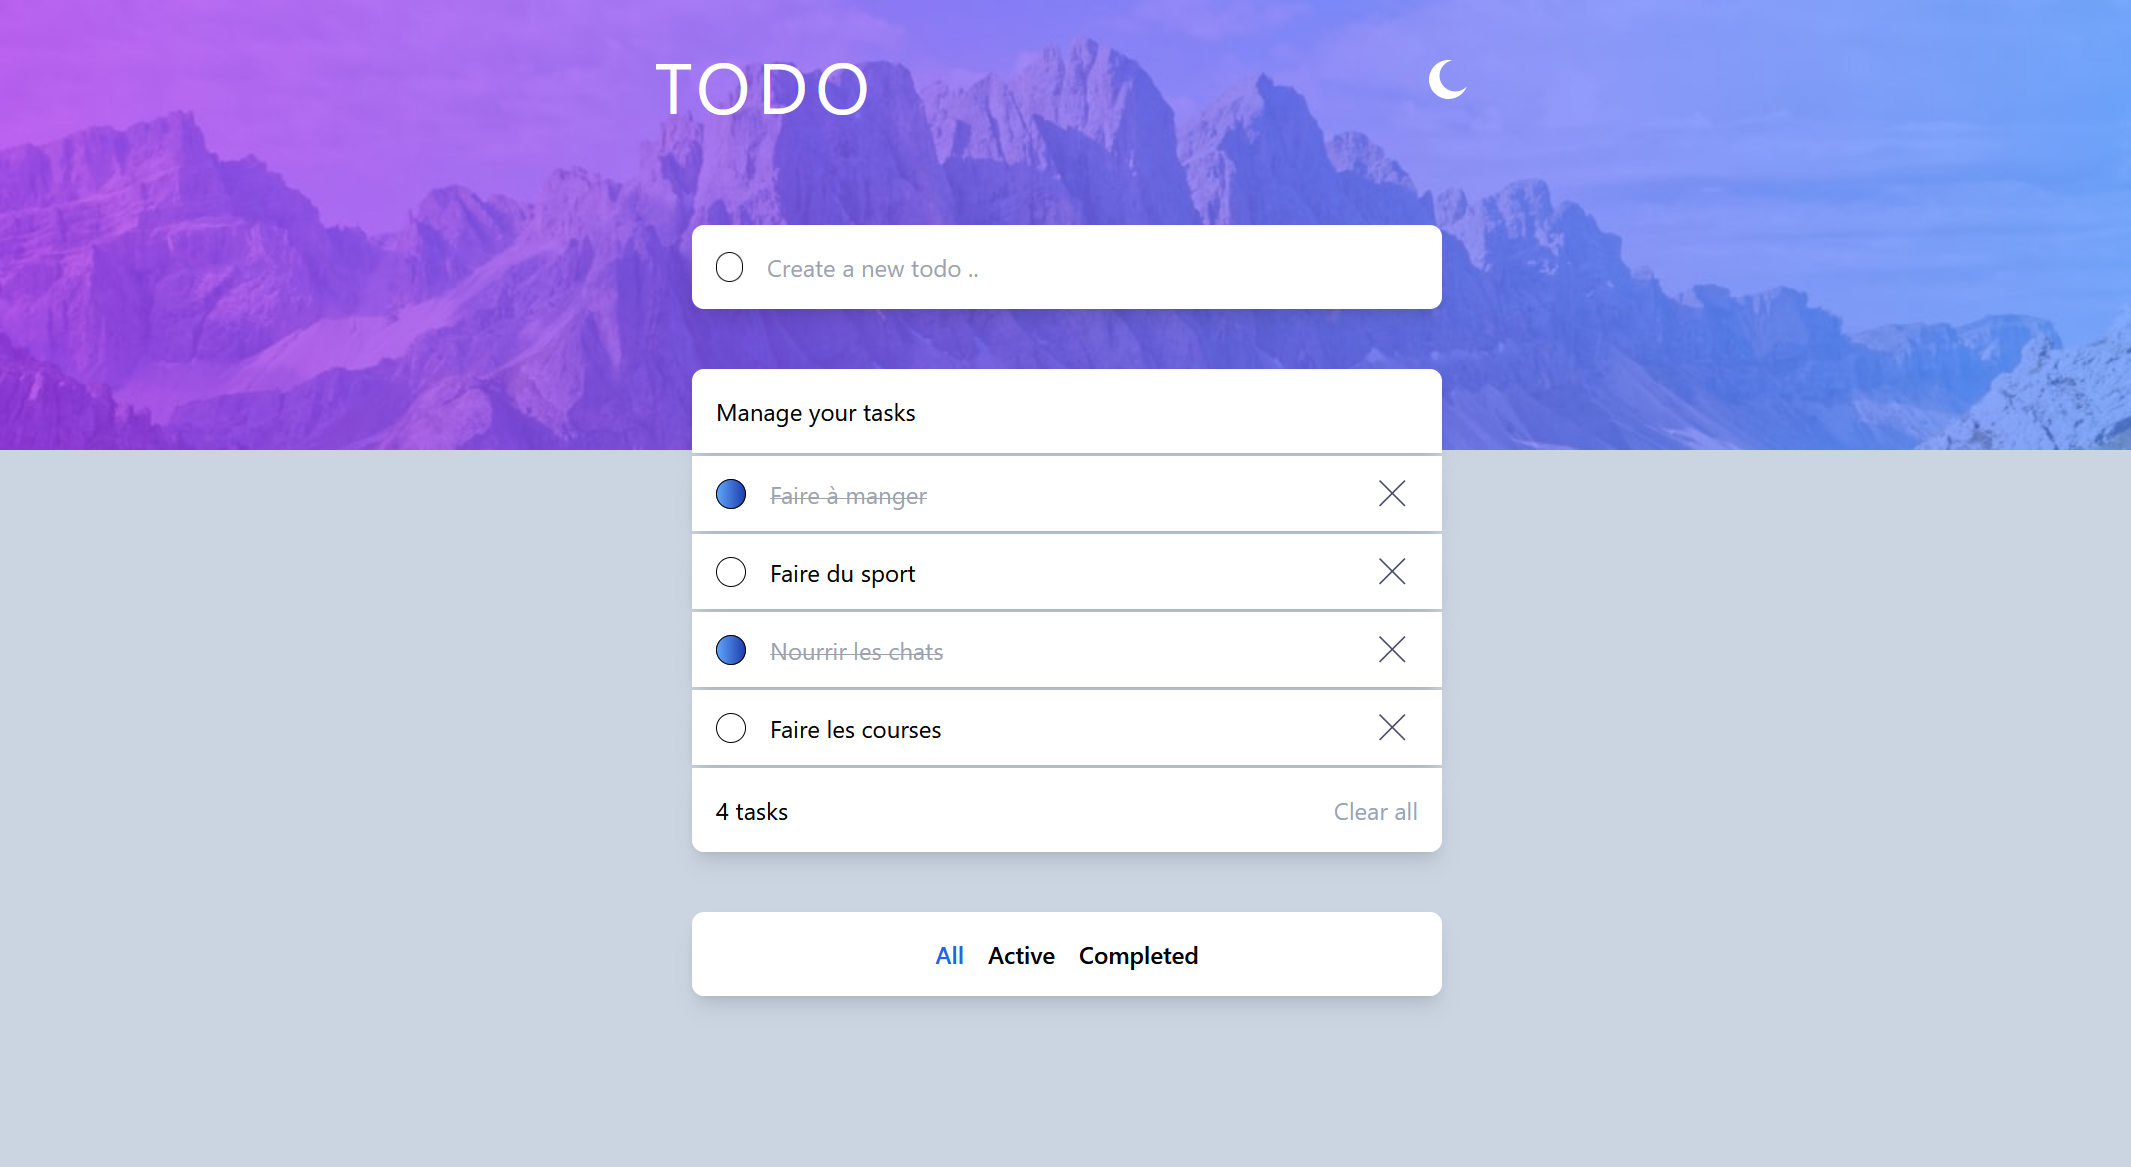 TODO
Create a new todo ..
Manage your tasks
Faire à manger
Faire du sport
Nourrir les chats
Faire les courses
4 tasks Clear all
All Active Completed